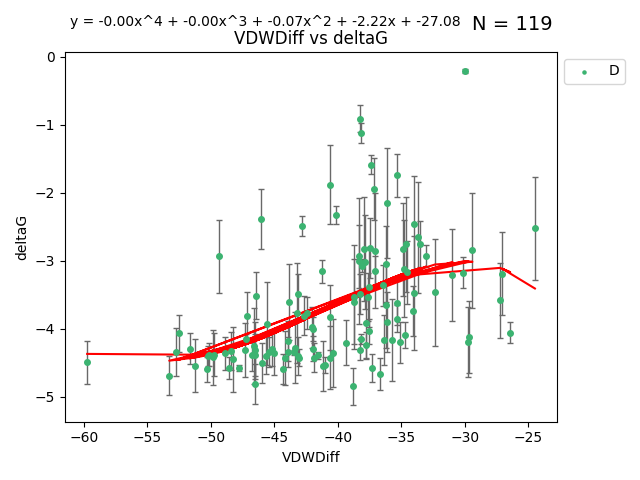 y = -0.00x^4 + -0.00x^3 + -0.07x^2 + -2.22x + -27.08 N = 119
VDWDiff vs deltaG
D
0
−1
−2
−3
−4
−5
deltaG
−60 −55 −50 −45 −40 −35 −30 −25
VDWDiff